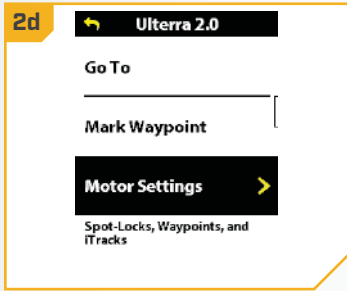 2d
Ulterra 2.0
Go To
Mark Waypoint
Motor Settings
Spot-Locks, Waypoints, and
iTracks